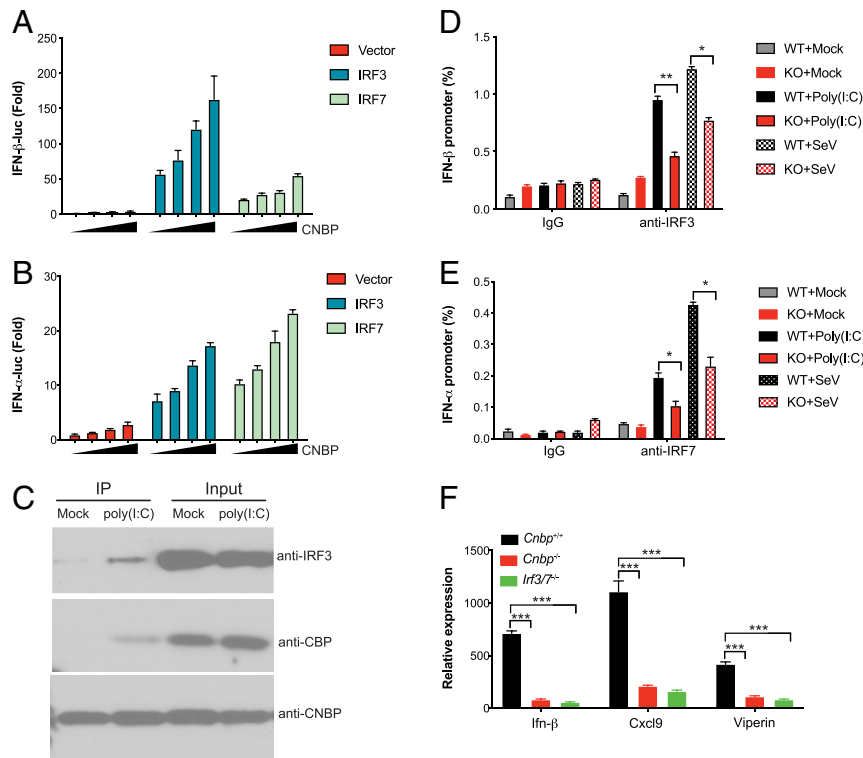 A
IFN-β-luc (Fold)
250
200
150
100
50
0
Vector
IRF3
IRF7
CNBP
B
IFN-α-luc (Fold)
30
20
10
0
Vector
IRF3
IRF7
CNBP
C
IP Input
Mock poly(I:C) Mock poly(I:C)
anti-IRF3
anti-CBP
anti-CNBP
D
IFN-β promoter (%)
1.5
1.0
0.5
0.0
** *
IgG anti-IRF3
WT+Mock
KO+Mock
WT+Poly(I:C)
KO+Poly(I:C)
WT+SeV
KO+SeV
E
IFN-α promoter (%)
0.5
0.4
0.3
0.2
0.1
0.0
* *
IgG anti-IRF7
WT+Mock
KO+Mock
WT+Poly(I:C)
KO+Poly(I:C)
WT+SeV
KO+SeV
F
Relative expression
1500
1000
500
0
Cnbp+/+
Cnbp-/-
Irf3/7-/-
*** *** ***
*** *** ***
Ifn-β Cxcl9 Viperin